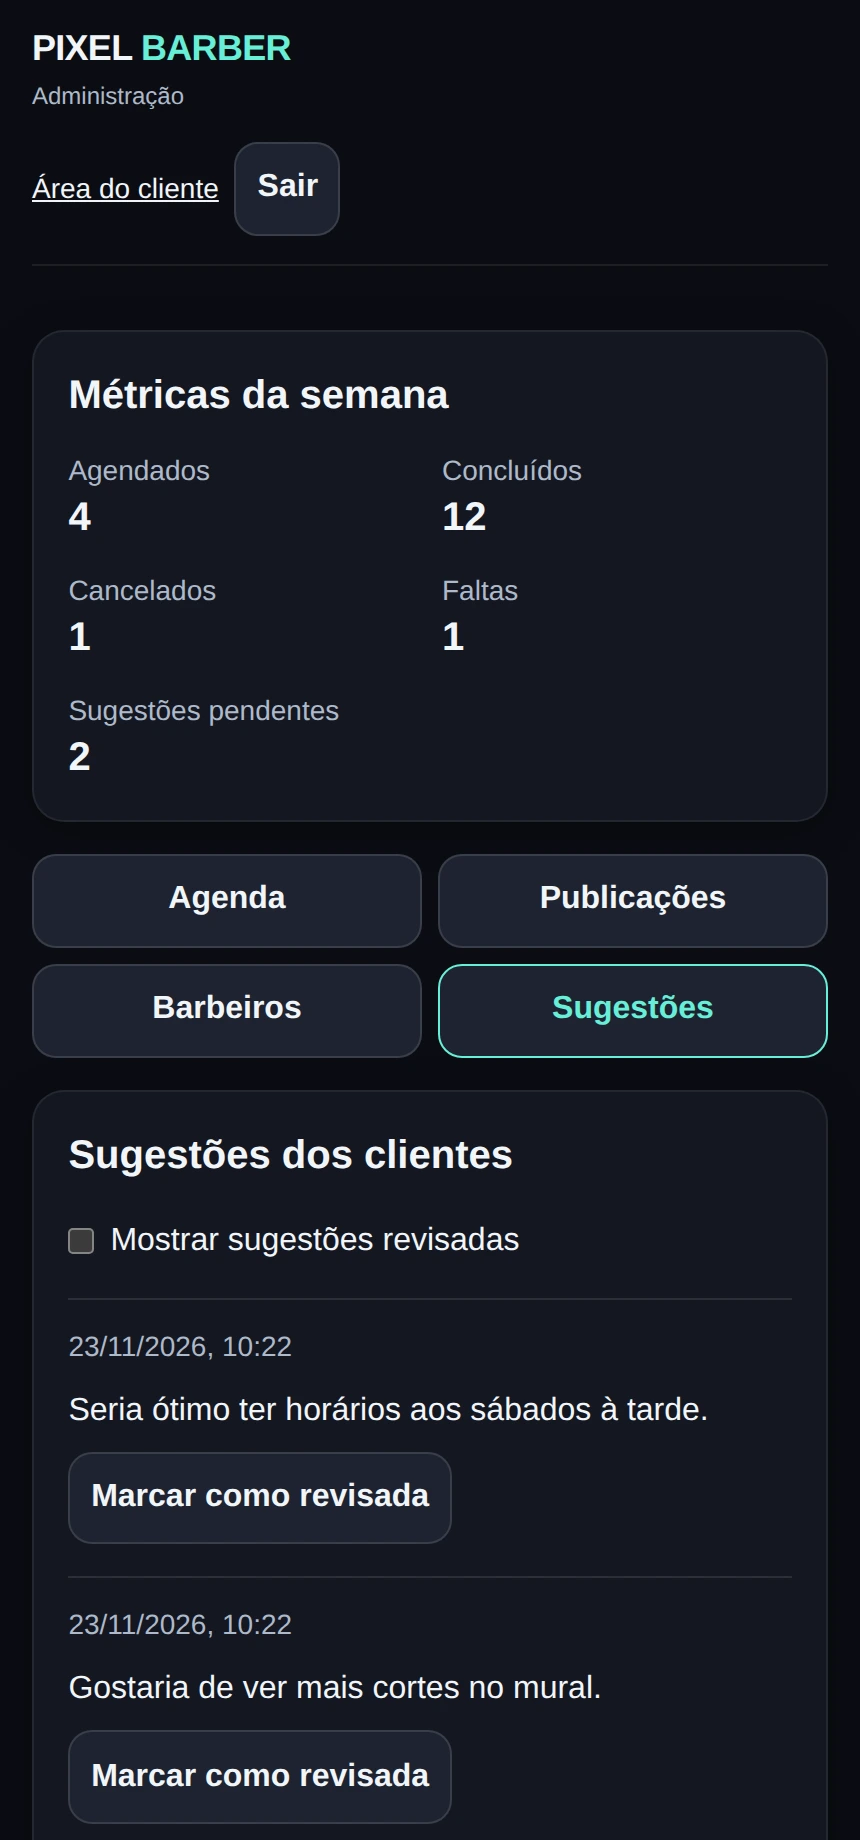 PIXEL BARBER
Administração
Área do cliente
Sair
Métricas da semana
Agendados
4
Concluídos
12
Cancelados
1
Faltas
1
Sugestões pendentes
2
Agenda
Publicações
Barbeiros
Sugestões
Sugestões dos clientes
Mostrar sugestões revisadas
23/11/2026, 10:22
Seria ótimo ter horários aos sábados à tarde.
Marcar como revisada
23/11/2026, 10:22
Gostaria de ver mais cortes no mural.
Marcar como revisada